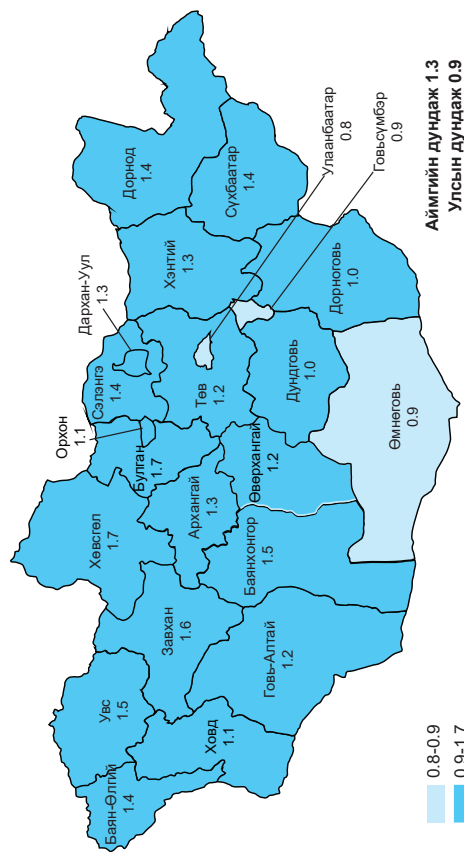 Дорнод
1.4
Сүхбаатар
1.4
Хэнтий
1.3
Дархан-Уул
1.3
Сэлэнгэ
1.4
Орхон
1.1
Булган
1.7
Хөвсгөл
1.7
Архангай
1.3
Төв
1.2
Улаанбаатар
0.8
Говьсүмбэр
0.9
Дорноговь
1.0
Дундговь
1.0
Өмнөговь
0.9
Өвөрхангай
1.2
Баянхонгор
1.5
Завхан
1.6
Говь-Алтай
1.2
Увс
1.5
Ховд
1.1
Баян-Өлгий
1.4
0.8-0.9
0.9-1.7
Аймгийн дундаж 1.3
Улсын дундаж 0.9